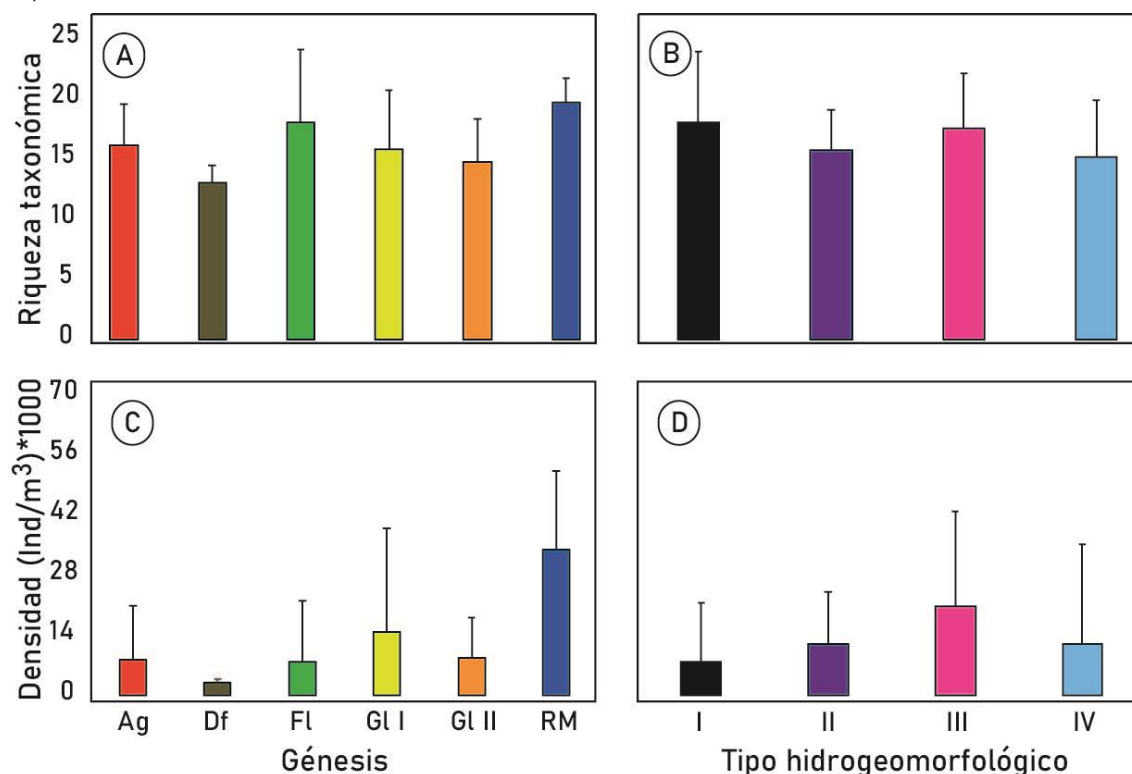 Riqueza taxonómica
25
20
15
10
5
0
A
B
Densidad (Ind/m³)*1000
70
56
42
28
14
0
C
D
Ag Df Fl Gl I Gl II RM
I II III IV
Génesis
Tipo hidrogeomorfológico